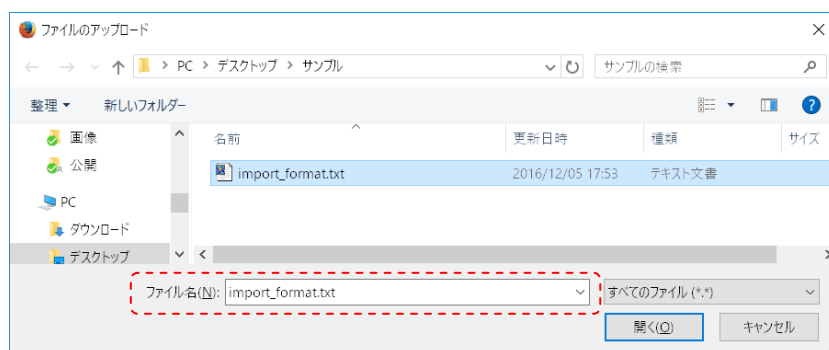 ファイルのアップロード
PC > デスクトップ > サンプル
サンプルの検索
整理 新しいフォルダー
画像
公開
PC
ダウンロード
デスクトップ
名前 更新日時 種類 サイズ
import_format.txt 2016/12/05 17:53 テキスト文書
ファイル名(N): import_format.txt すべてのファイル (*.*)
開く(O) キャンセル